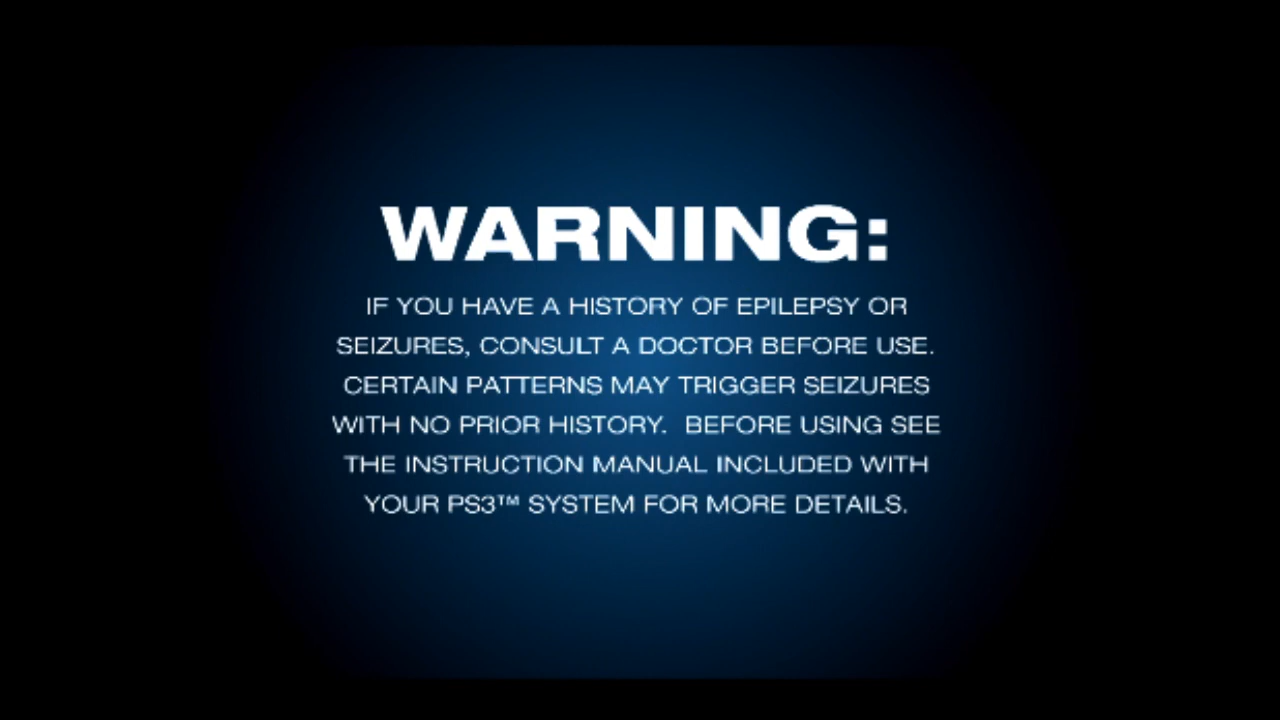 WARNING:
IF YOU HAVE A HISTORY OF EPILEPSY OR
SEIZURES, CONSULT A DOCTOR BEFORE USE.
CERTAIN PATTERNS MAY TRIGGER SEIZURES
WITH NO PRIOR HISTORY.  BEFORE USING SEE
THE INSTRUCTION MANUAL INCLUDED WITH
YOUR PS3™ SYSTEM FOR MORE DETAILS.